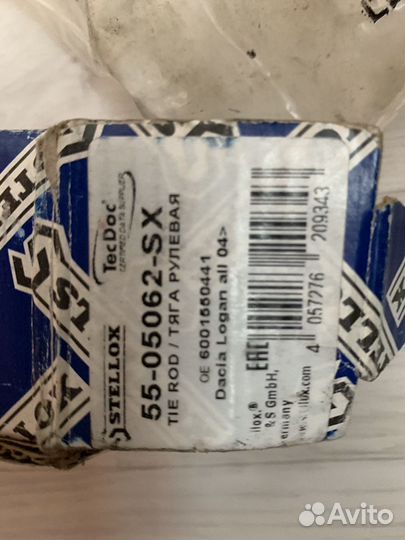 STELLOX
TecDoc
CERTIFIED DATA SUPPLIER
55-05062-SX
TIE ROD / ТЯГА РУЛЕВАЯ
OE 6001550441
Dacia Logan all 04>
EAC
4 057276 209343
& S GmbH,
Avito